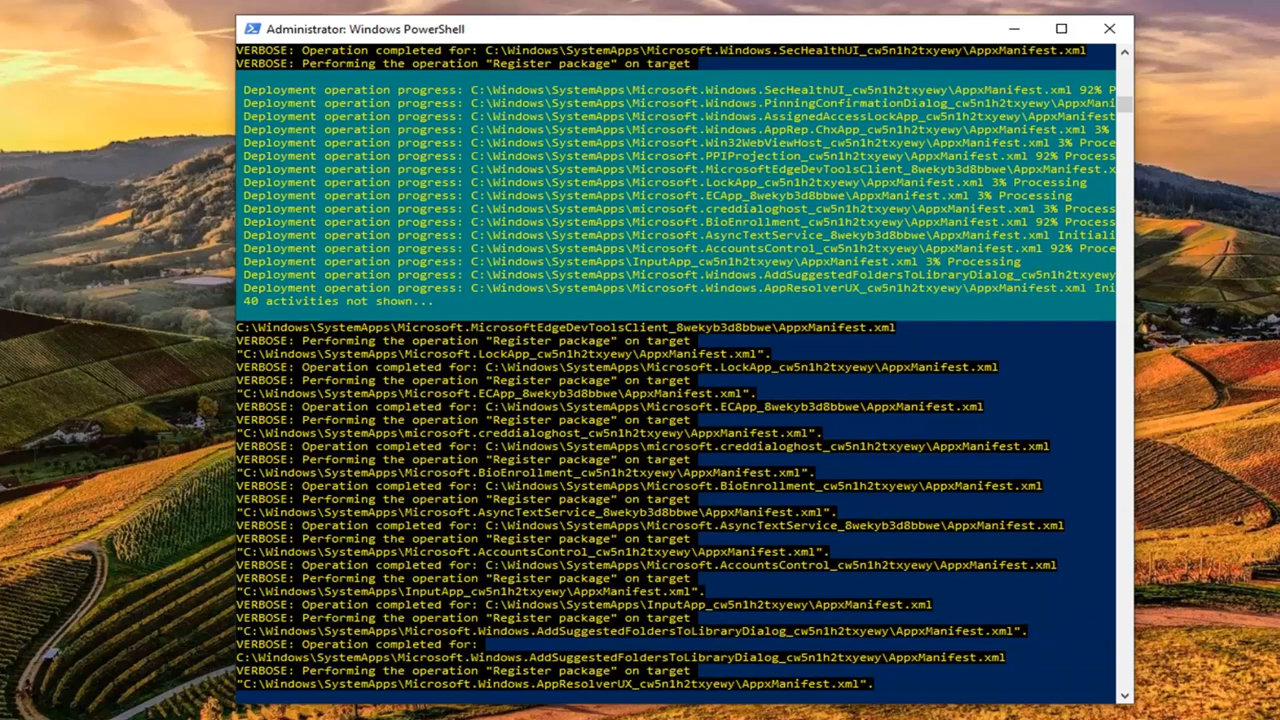 Administrator: Windows PowerShell
VERBOSE: Operation completed for: C:\Windows\SystemApps\Microsoft.Windows.SecHealthUI_cw5n1h2txyewy\AppxManifest.xml
VERBOSE: Performing the operation "Register package" on target
Deployment operation progress: C:\Windows\SystemApps\Microsoft.Windows.SecHealthUI_cw5n1h2txyewy\AppxManifest.xml 92% P
Deployment operation progress: C:\Windows\SystemApps\Microsoft.Windows.PinningConfirmationDialog_cw5n1h2txyewy\AppxMani
Deployment operation progress: C:\Windows\SystemApps\Microsoft.Windows.AssignedAccessLockApp_cw5n1h2txyewy\AppxManifest
Deployment operation progress: C:\Windows\SystemApps\Microsoft.Windows.AppRep.ChxApp_cw5n1h2txyewy\AppxManifest.xml 3%
Deployment operation progress: C:\Windows\SystemApps\Microsoft.Win32WebViewHost_cw5n1h2txyewy\AppxManifest.xml 3% Proce
Deployment operation progress: C:\Windows\SystemApps\Microsoft.PPIProjection_cw5n1h2txyewy\AppxManifest.xml 92% Process
Deployment operation progress: C:\Windows\SystemApps\Microsoft.MicrosoftEdgeDevToolsClient_8wekyb3d8bbwe\AppxManifest.x
Deployment operation progress: C:\Windows\SystemApps\Microsoft.LockApp_cw5n1h2txyewy\AppxManifest.xml 3% Processing
Deployment operation progress: C:\Windows\SystemApps\Microsoft.ECApp_8wekyb3d8bbwe\AppxManifest.xml 3% Processing
Deployment operation progress: C:\Windows\SystemApps\microsoft.creddialoghost_cw5n1h2txyewy\AppxManifest.xml 3% Process
Deployment operation progress: C:\Windows\SystemApps\Microsoft.BioEnrollment_cw5n1h2txyewy\AppxManifest.xml 92% Process
Deployment operation progress: C:\Windows\SystemApps\Microsoft.AsyncTextService_8wekyb3d8bbwe\AppxManifest.xml Initiali
Deployment operation progress: C:\Windows\SystemApps\Microsoft.AccountsControl_cw5n1h2txyewy\AppxManifest.xml 92% Proce
Deployment operation progress: C:\Windows\SystemApps\InputApp_cw5n1h2txyewy\AppxManifest.xml 3% Processing
Deployment operation progress: C:\Windows\SystemApps\Microsoft.Windows.AddSuggestedFoldersToLibraryDialog_cw5n1h2txyewy
Deployment operation progress: C:\Windows\SystemApps\Microsoft.Windows.AppResolverUX_cw5n1h2txyewy\AppxManifest.xml Ini
40 activities not shown...
C:\Windows\SystemApps\Microsoft.MicrosoftEdgeDevToolsClient_8wekyb3d8bbwe\AppxManifest.xml
VERBOSE: Performing the operation "Register package" on target
"C:\Windows\SystemApps\Microsoft.LockApp_cw5n1h2txyewy\AppxManifest.xml".
VERBOSE: Operation completed for: C:\Windows\SystemApps\Microsoft.LockApp_cw5n1h2txyewy\AppxManifest.xml
VERBOSE: Performing the operation "Register package" on target
"C:\Windows\SystemApps\Microsoft.ECApp_8wekyb3d8bbwe\AppxManifest.xml".
VERBOSE: Operation completed for: C:\Windows\SystemApps\Microsoft.ECApp_8wekyb3d8bbwe\AppxManifest.xml
VERBOSE: Performing the operation "Register package" on target
"C:\Windows\SystemApps\microsoft.creddialoghost_cw5n1h2txyewy\AppxManifest.xml".
VERBOSE: Operation completed for: C:\Windows\SystemApps\microsoft.creddialoghost_cw5n1h2txyewy\AppxManifest.xml
VERBOSE: Performing the operation "Register package" on target
"C:\Windows\SystemApps\Microsoft.BioEnrollment_cw5n1h2txyewy\AppxManifest.xml".
VERBOSE: Operation completed for: C:\Windows\SystemApps\Microsoft.BioEnrollment_cw5n1h2txyewy\AppxManifest.xml
VERBOSE: Performing the operation "Register package" on target
"C:\Windows\SystemApps\Microsoft.AsyncTextService_8wekyb3d8bbwe\AppxManifest.xml".
VERBOSE: Operation completed for: C:\Windows\SystemApps\Microsoft.AsyncTextService_8wekyb3d8bbwe\AppxManifest.xml
VERBOSE: Performing the operation "Register package" on target
"C:\Windows\SystemApps\Microsoft.AccountsControl_cw5n1h2txyewy\AppxManifest.xml".
VERBOSE: Operation completed for: C:\Windows\SystemApps\Microsoft.AccountsControl_cw5n1h2txyewy\AppxManifest.xml
VERBOSE: Performing the operation "Register package" on target
"C:\Windows\SystemApps\InputApp_cw5n1h2txyewy\AppxManifest.xml".
VERBOSE: Operation completed for: C:\Windows\SystemApps\InputApp_cw5n1h2txyewy\AppxManifest.xml
VERBOSE: Performing the operation "Register package" on target
"C:\Windows\SystemApps\Microsoft.Windows.AddSuggestedFoldersToLibraryDialog_cw5n1h2txyewy\AppxManifest.xml".
VERBOSE: Operation completed for:
C:\Windows\SystemApps\Microsoft.Windows.AddSuggestedFoldersToLibraryDialog_cw5n1h2txyewy\AppxManifest.xml
VERBOSE: Performing the operation "Register package" on target
"C:\Windows\SystemApps\Microsoft.Windows.AppResolverUX_cw5n1h2txyewy\AppxManifest.xml".